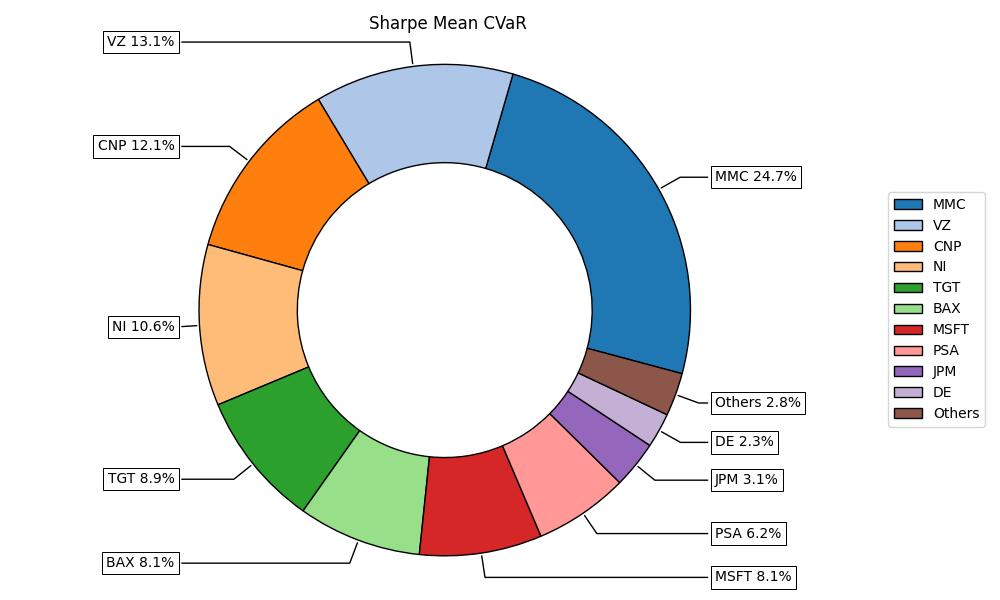 Sharpe Mean CVaR
VZ 13.1%
CNP 12.1%
MMC 24.7%
NI 10.6%
Others 2.8%
DE 2.3%
TGT 8.9%
JPM 3.1%
PSA 6.2%
BAX 8.1%
MSFT 8.1%
MMC
VZ
CNP
NI
TGT
BAX
MSFT
PSA
JPM
DE
Others